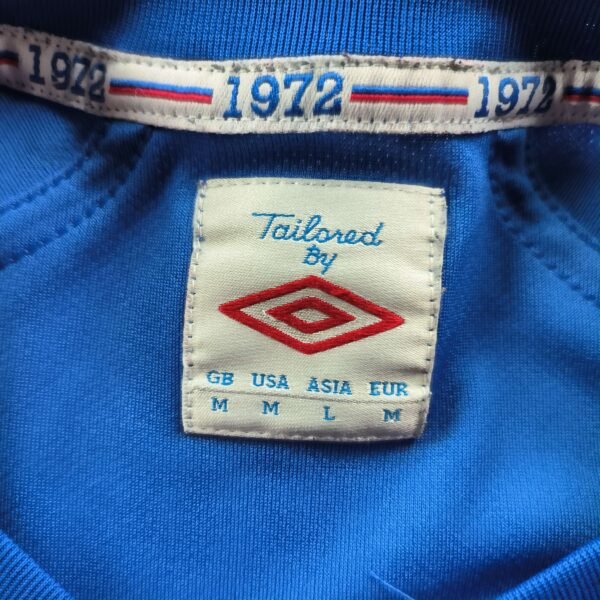 1972 1972 1972
Tailored
By
GB USA ASIA EUR
M M L M